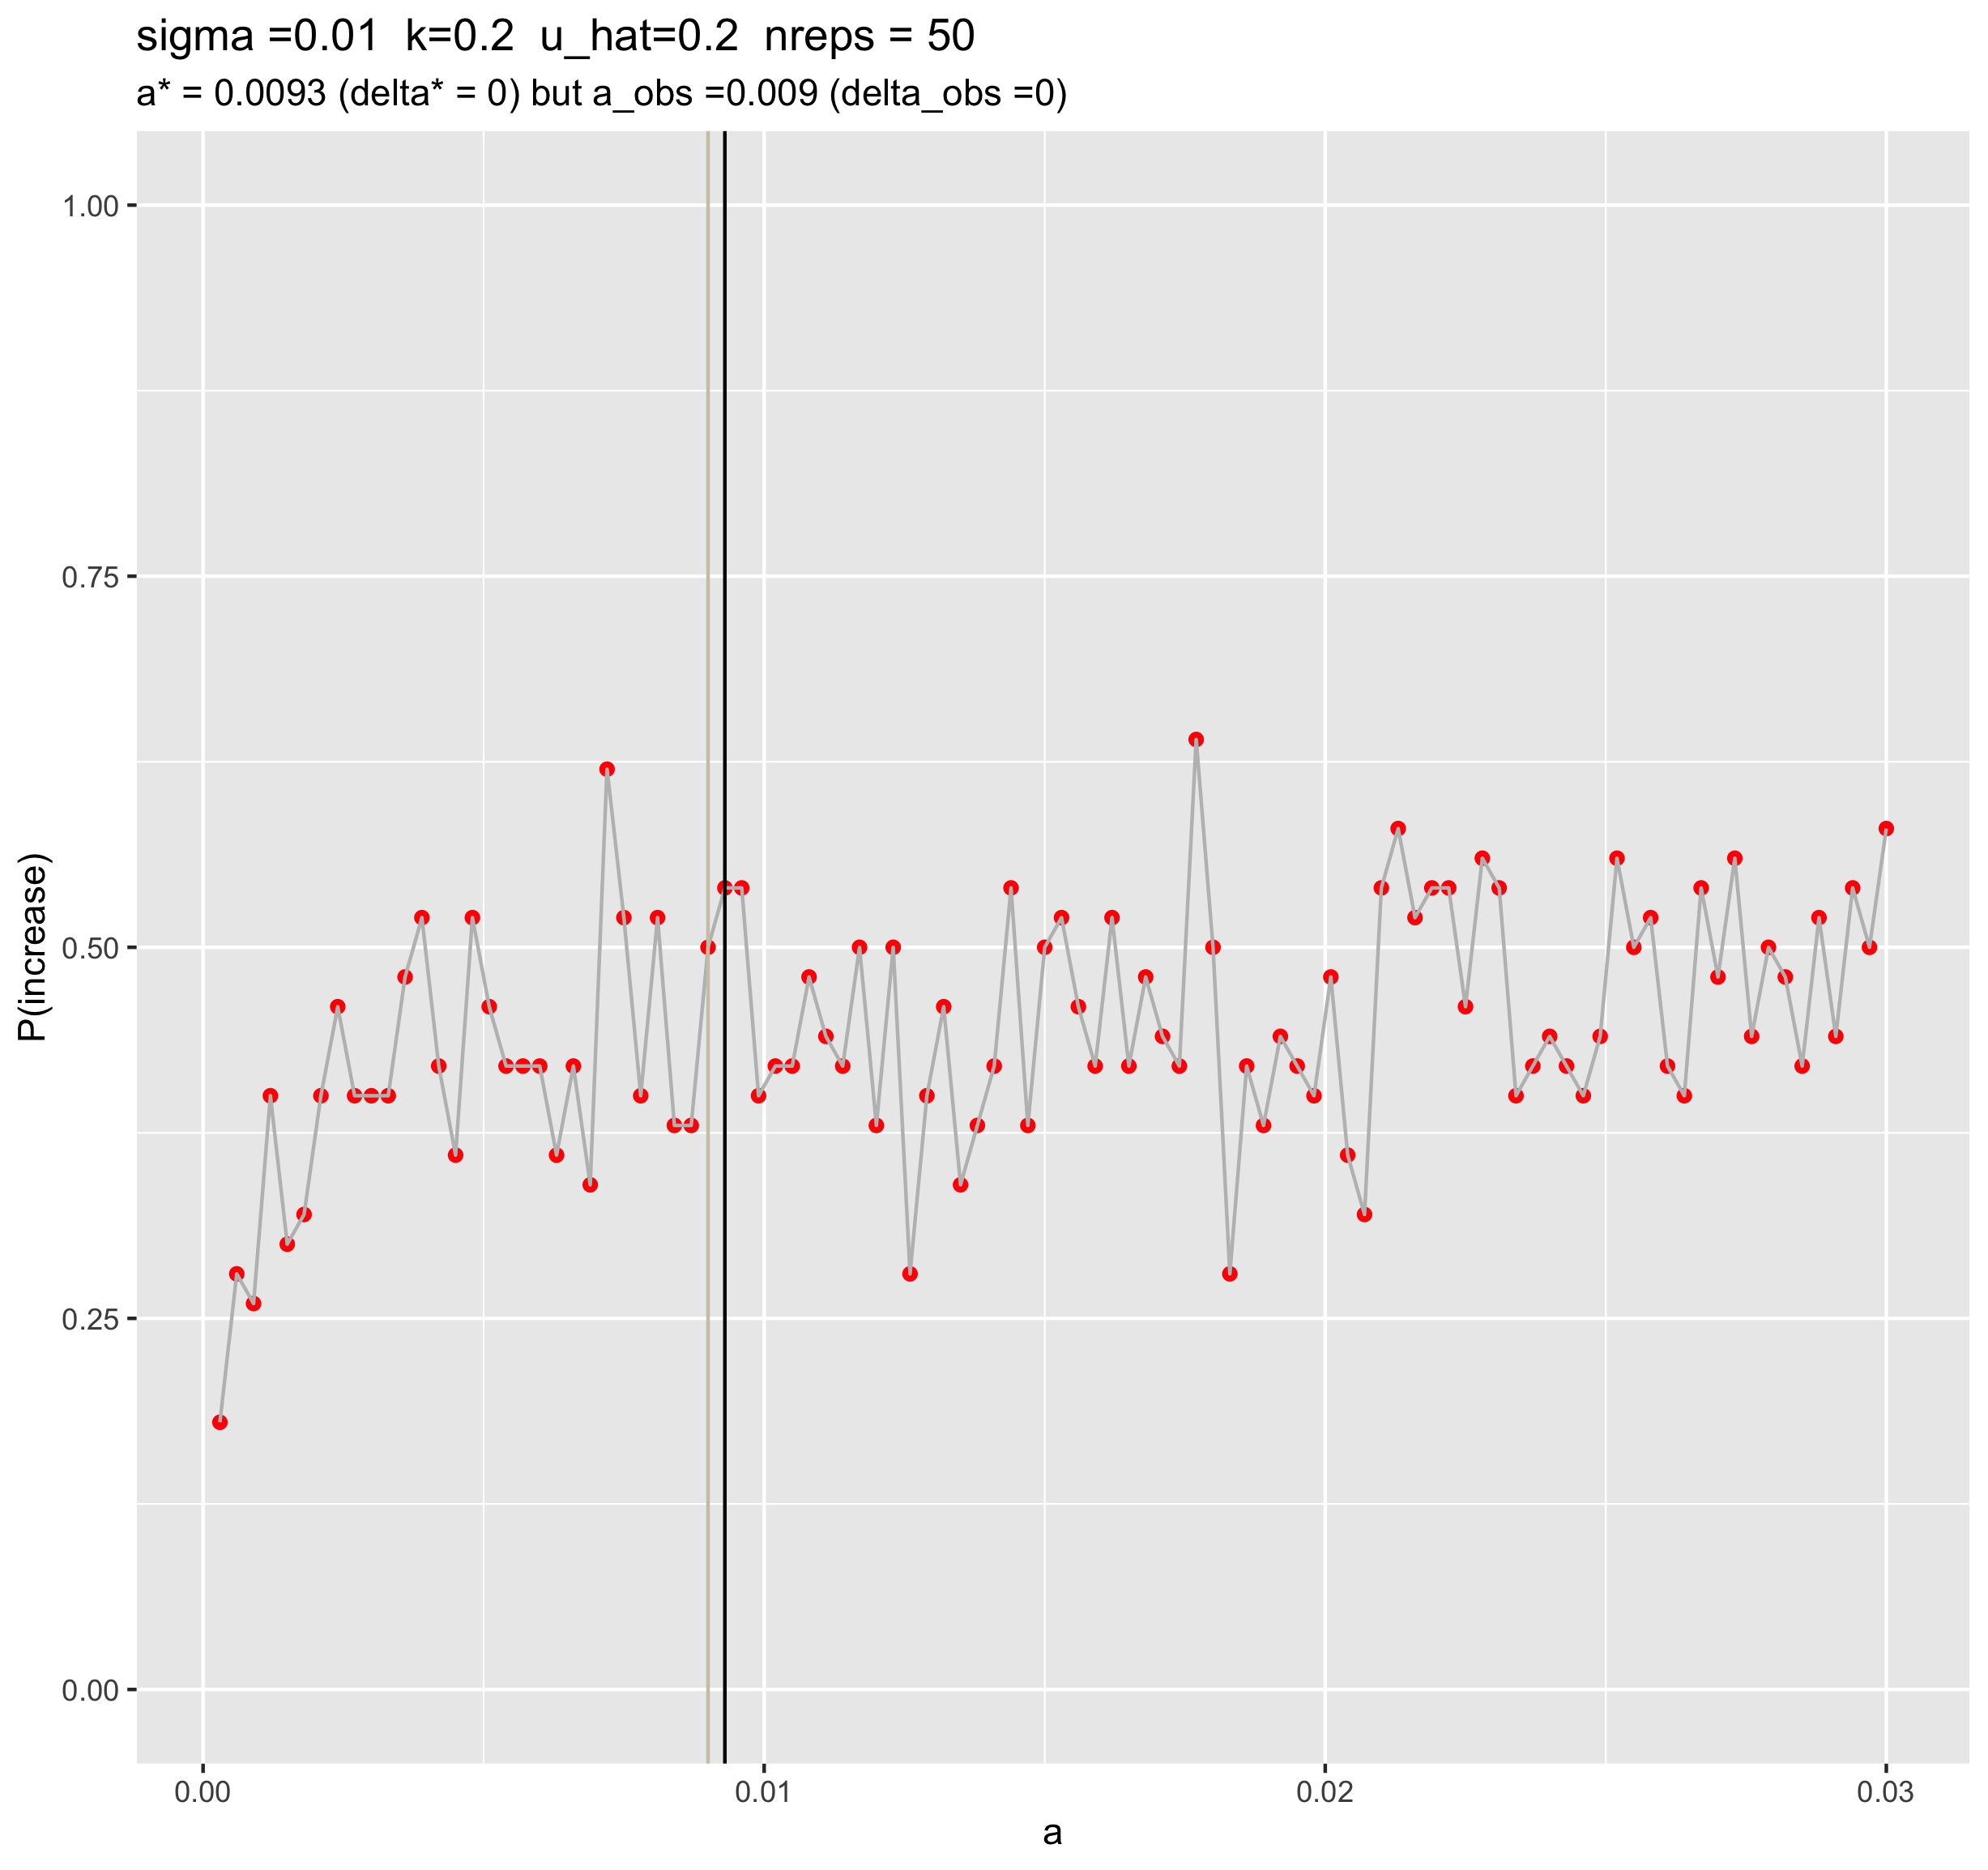 sigma =0.01  k=0.2  u_hat=0.2  nreps = 50
a* = 0.0093 (delta* = 0) but a_obs =0.009 (delta_obs =0)
1.00
0.75
0.50
0.25
0.00
P(increase)
0.00 0.01 0.02 0.03
a